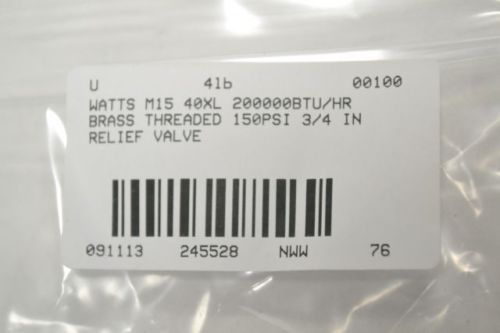 U 41b 00100
WATTS M15 40XL 200000BTU/HR
BRASS THREADED 150PSI 3/4 IN
RELIEF VALVE
091113 245528 NWW 76